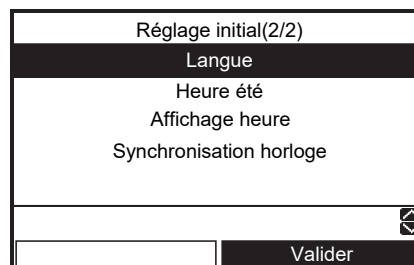 Réglage initial(2/2)
Langue
Heure été
Affichage heure
Synchronisation horloge
Valider